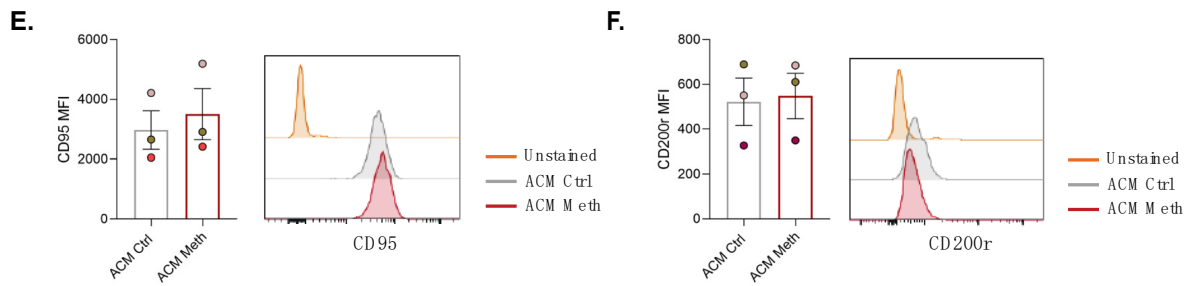 E.
6000
4000
2000
0
CD95 MFI
ACM Ctrl
ACM Meth
CD95
Unstained
ACM Ctrl
ACM Meth
F.
800
600
400
200
0
CD200r MFI
ACM Ctrl
ACM Meth
CD200r
Unstained
ACM Ctrl
ACM Meth